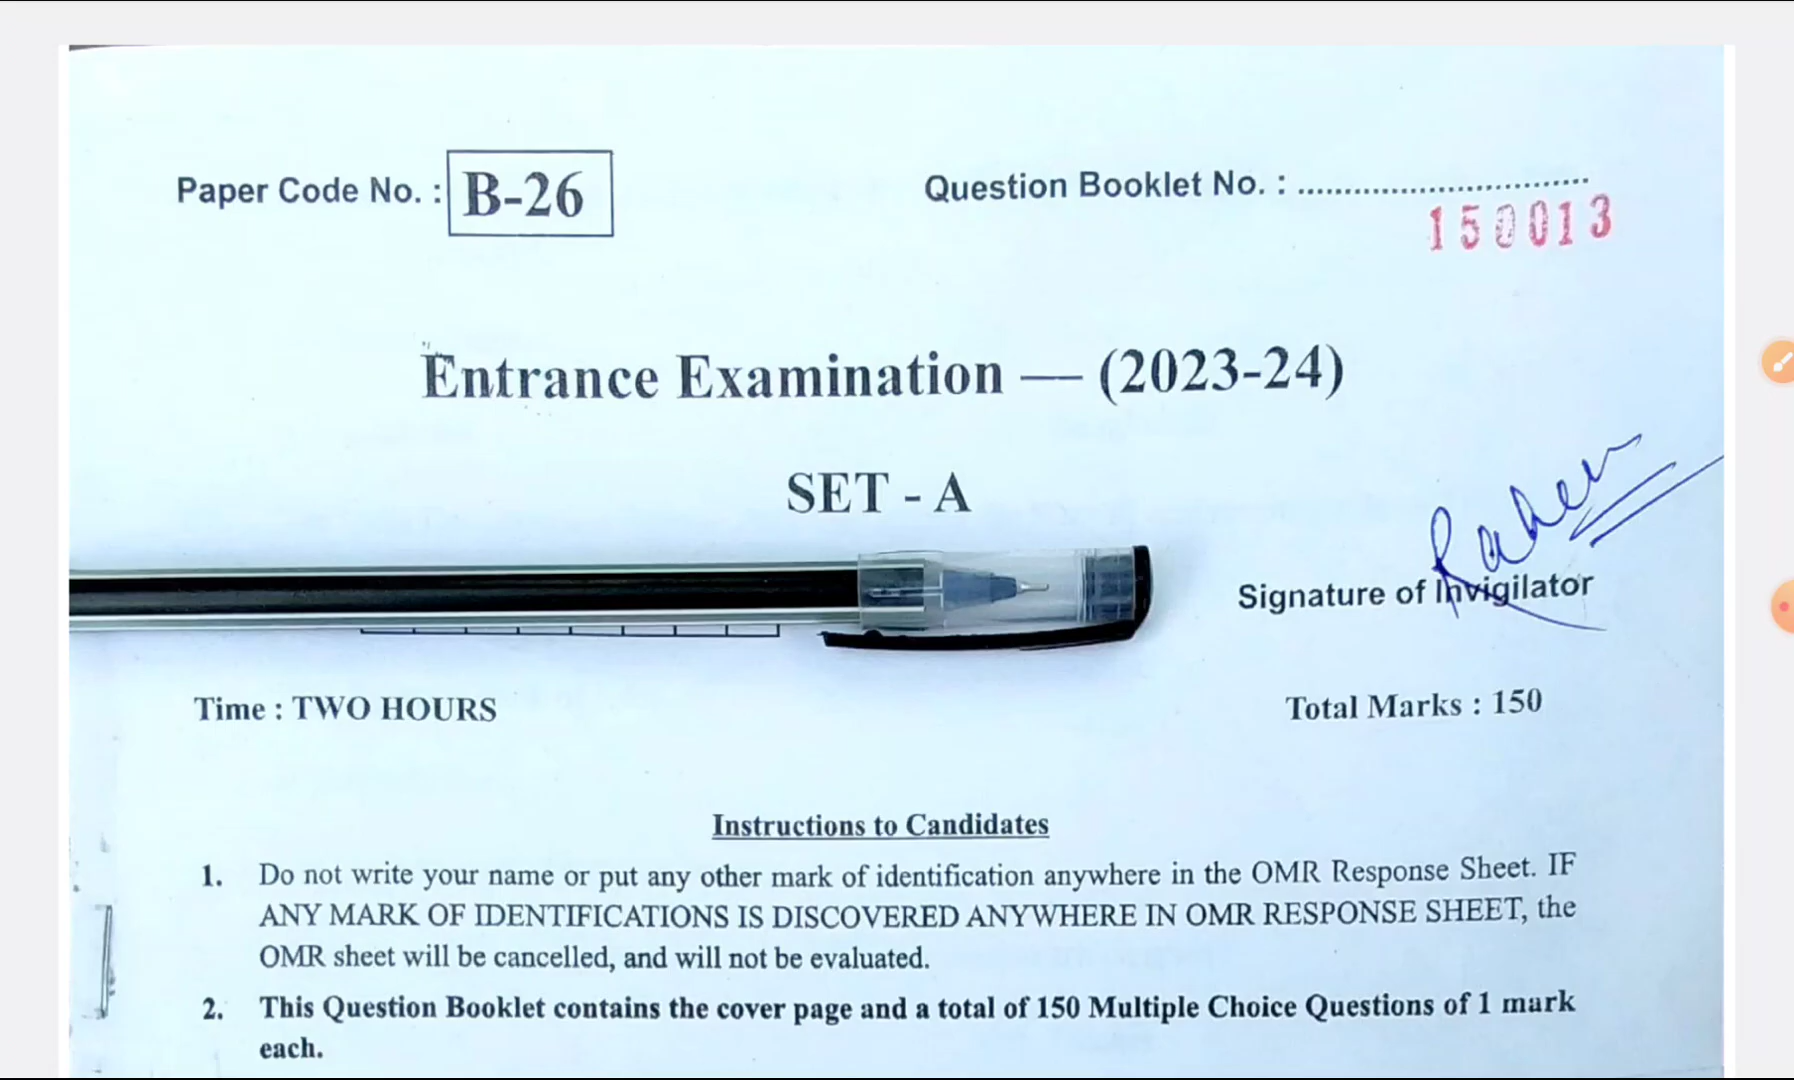 Paper Code No. : B-26
Question Booklet No. : ..............................
150013
Entrance Examination — (2023-24)
SET - A
Signature of Invigilator
Time : TWO HOURS
Total Marks : 150
Instructions to Candidates
1. Do not write your name or put any other mark of identification anywhere in the OMR Response Sheet. IF
ANY MARK OF IDENTIFICATIONS IS DISCOVERED ANYWHERE IN OMR RESPONSE SHEET, the
OMR sheet will be cancelled, and will not be evaluated.
2. This Question Booklet contains the cover page and a total of 150 Multiple Choice Questions of 1 mark
each.